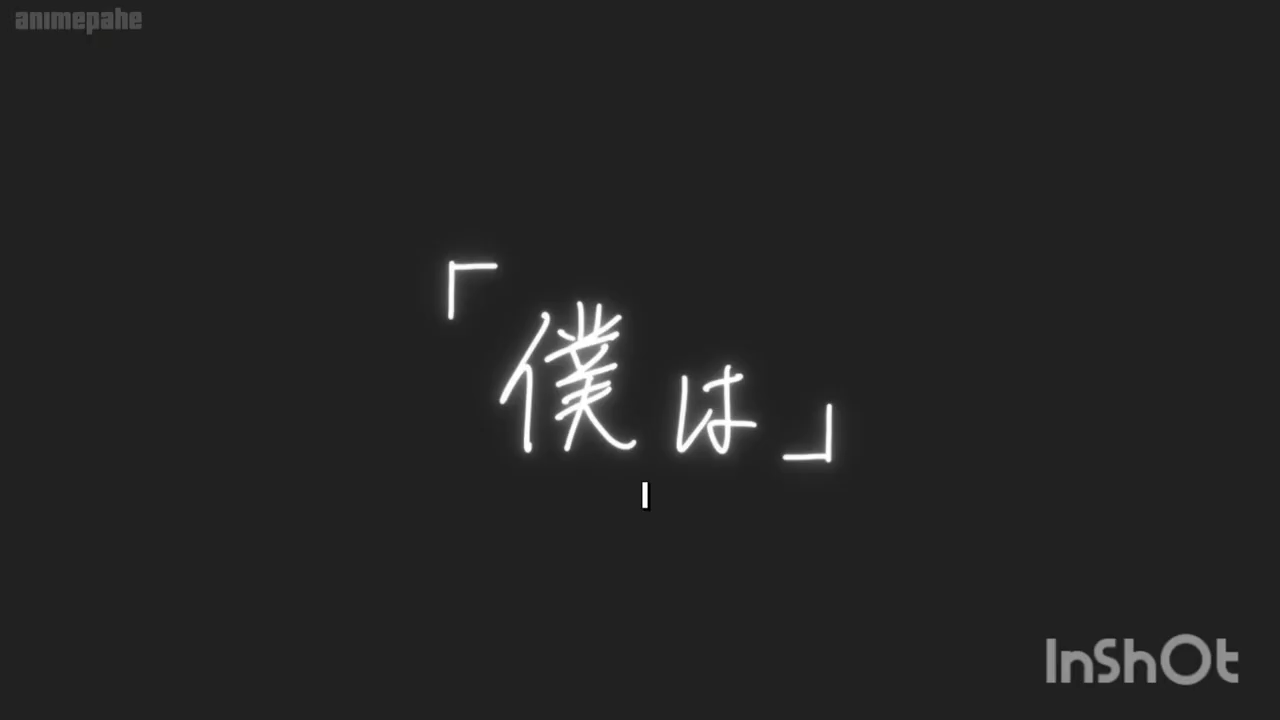 animepahe
「僕は」
I
InShOt